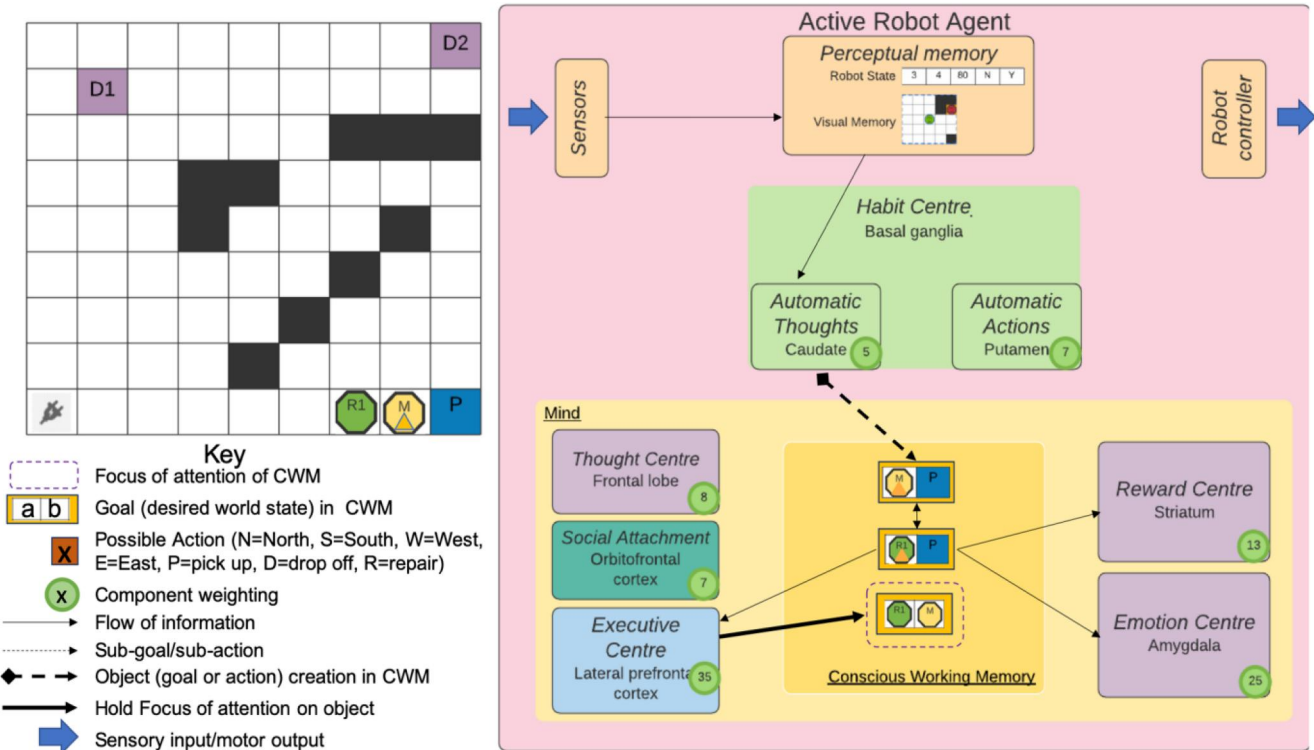 D2
D1
R1
M
P
Key
Focus of attention of CWM
a b
Goal (desired world state) in CWM
X
Possible Action (N=North, S=South, W=West,
E=East, P=pick up, D=drop off, R=repair)
x
Component weighting
Flow of information
Sub-goal/sub-action
Object (goal or action) creation in CWM
Hold Focus of attention on object
Sensory input/motor output
Active Robot Agent
Sensors
Perceptual memory
Robot State
3 4 80 N Y
Visual Memory
Robot
controller
Habit Centre.
Basal ganglia
Automatic
Thoughts
Caudate
5
Automatic
Actions
Putamen
7
Mind
Thought Centre
Frontal lobe
8
Social Attachment
Orbitofrontal
cortex
7
Executive
Centre
Lateral prefronta
cortex
35
M P
R1 P
R1 M
Conscious Working Memory
Reward Centre
Striatum
13
Emotion Centre
Amygdala
25